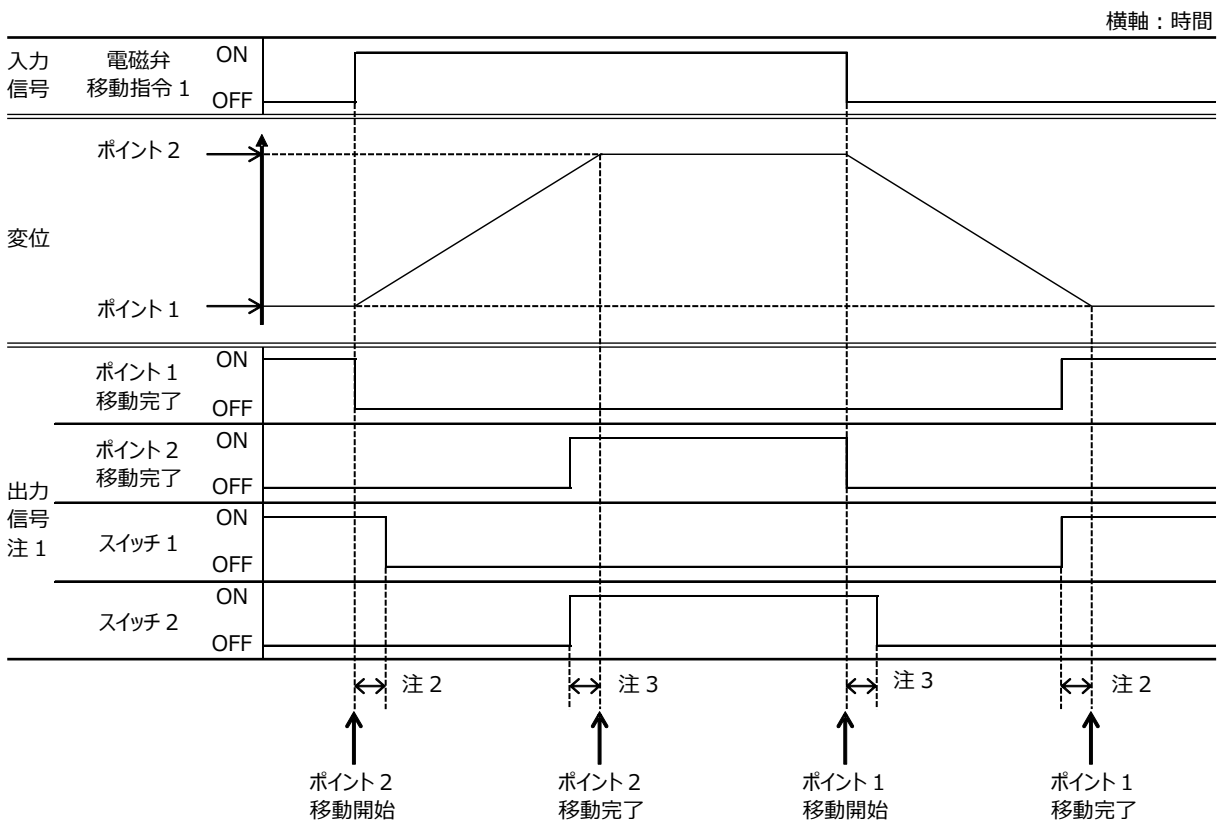 横軸：時間
入力
信号
電磁弁
移動指令 1
ON
OFF
変位
ポイント 2
ポイント 1
出力
信号
注 1
ポイント 1
移動完了
ON
OFF
ポイント 2
移動完了
ON
OFF
スイッチ 1
ON
OFF
スイッチ 2
ON
OFF
注 2
注 3
注 3
注 2
ポイント 2
移動開始
ポイント 2
移動完了
ポイント 1
移動開始
ポイント 1
移動完了